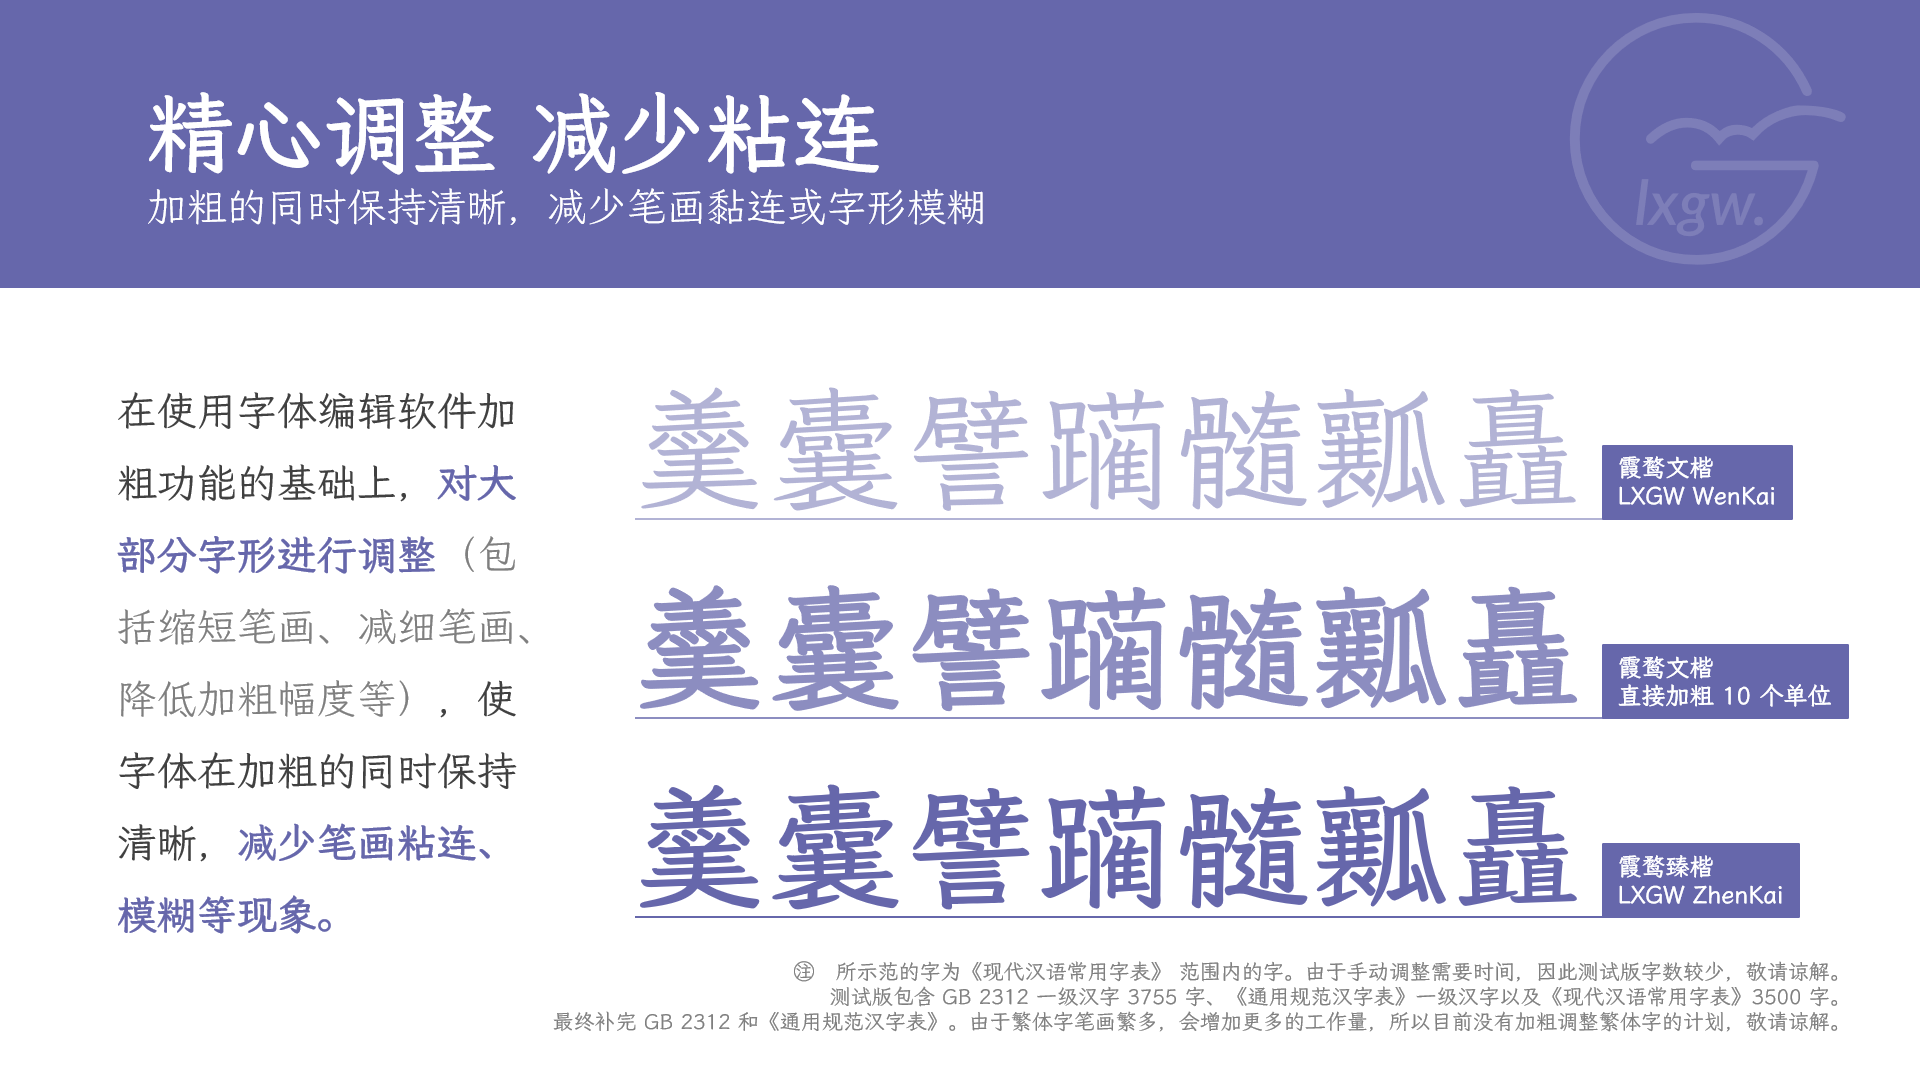 精心调整 减少粘连
加粗的同时保持清晰，减少笔画黏连或字形模糊
lxgw.
在使用字体编辑软件加
粗功能的基础上，对大
部分字形进行调整（包
括缩短笔画、减细笔画、
降低加粗幅度等），使
字体在加粗的同时保持
清晰，减少笔画粘连、
模糊等现象。
羹囊譬躏髓瓤矗
霞鹜文楷
LXGW WenKai
羹囊譬躏髓瓤矗
霞鹜文楷
直接加粗 10 个单位
羹囊譬躏髓瓤矗
霞鹜臻楷
LXGW ZhenKai
㊟ 所示范的字为《现代汉语常用字表》 范围内的字。由于手动调整需要时间，因此测试版字数较少，敬请谅解。
测试版包含 GB 2312 一级汉字 3755 字、《通用规范汉字表》一级汉字以及《现代汉语常用字表》3500 字。
最终补完 GB 2312 和《通用规范汉字表》。由于繁体字笔画繁多，会增加更多的工作量，所以目前没有加粗调整繁体字的计划，敬请谅解。